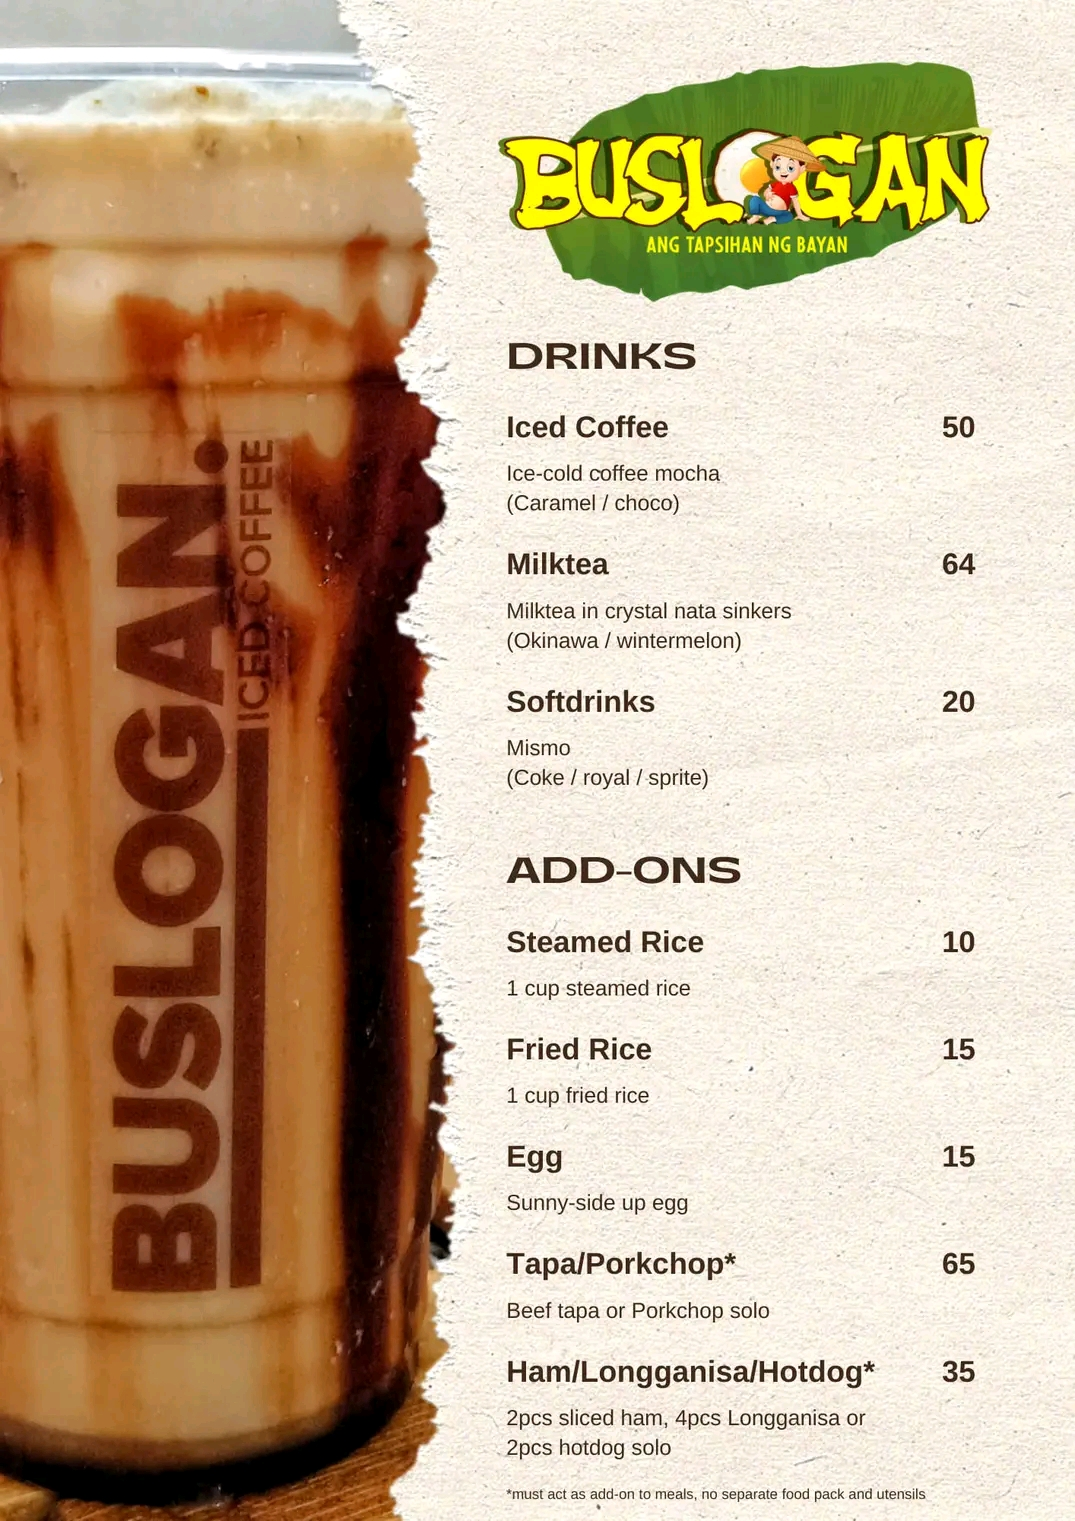 BUSLOGAN
ANG TAPSIHAN NG BAYAN
BUSLOGAN.
ICED COFFEE
DRINKS
Iced Coffee 50
Ice-cold coffee mocha
(Caramel / choco)
Milktea 64
Milktea in crystal nata sinkers
(Okinawa / wintermelon)
Softdrinks 20
Mismo
(Coke / royal / sprite)
ADD-ONS
Steamed Rice 10
1 cup steamed rice
Fried Rice 15
1 cup fried rice
Egg 15
Sunny-side up egg
Tapa/Porkchop* 65
Beef tapa or Porkchop solo
Ham/Longganisa/Hotdog* 35
2pcs sliced ham, 4pcs Longganisa or
2pcs hotdog solo
*must act as add-on to meals, no separate food pack and utensils